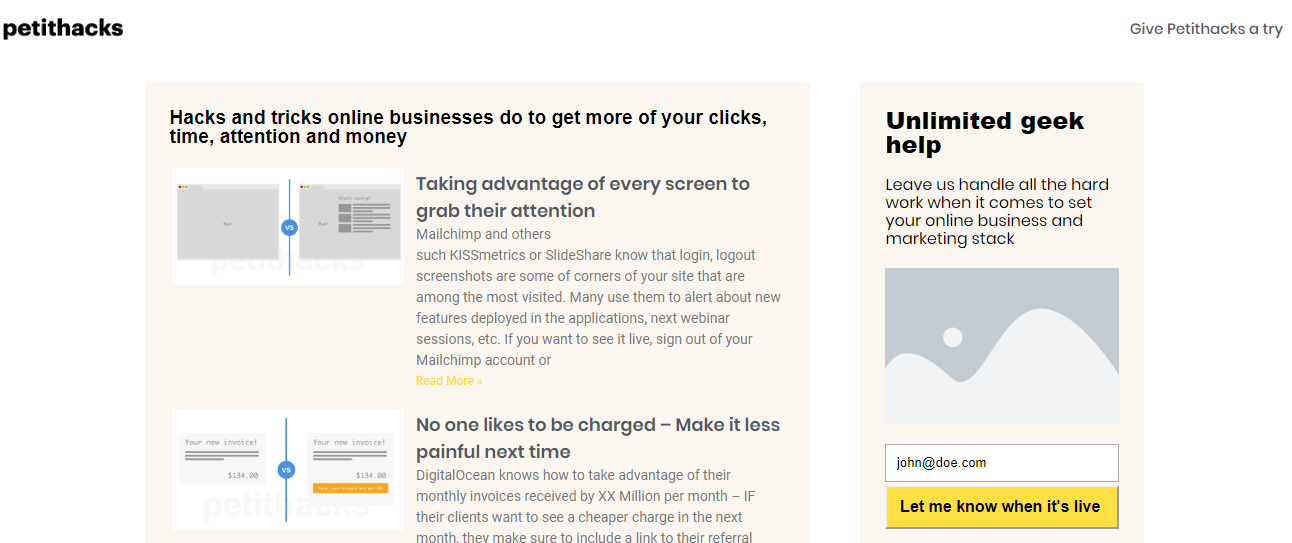 petithacks
Give Petithacks a try
Hacks and tricks online businesses do to get more of your clicks,
time, attention and money
Bar!
VS
What's coming?
Bar!
petithacks
Taking advantage of every screen to
grab their attention
Mailchimp and others
such KISSmetrics or SlideShare know that login, logout
screenshots are some of corners of your site that are
among the most visited. Many use them to alert about new
features deployed in the applications, next webinar
sessions, etc. If you want to see it live, sign out of your
Mailchimp account or
Read More »
Your new invoice!
$134.00
VS
Your new invoice!
$134.00
petithacks
No one likes to be charged – Make it less
painful next time
DigitalOcean knows how to take advantage of their
monthly invoices received by XX Million per month – IF
their clients want to see a cheaper charge in the next
month, they make sure to include a link to their referral
Unlimited geek
help
Leave us handle all the hard
work when it comes to set
your online business and
marketing stack
john@doe.com
Let me know when it's live